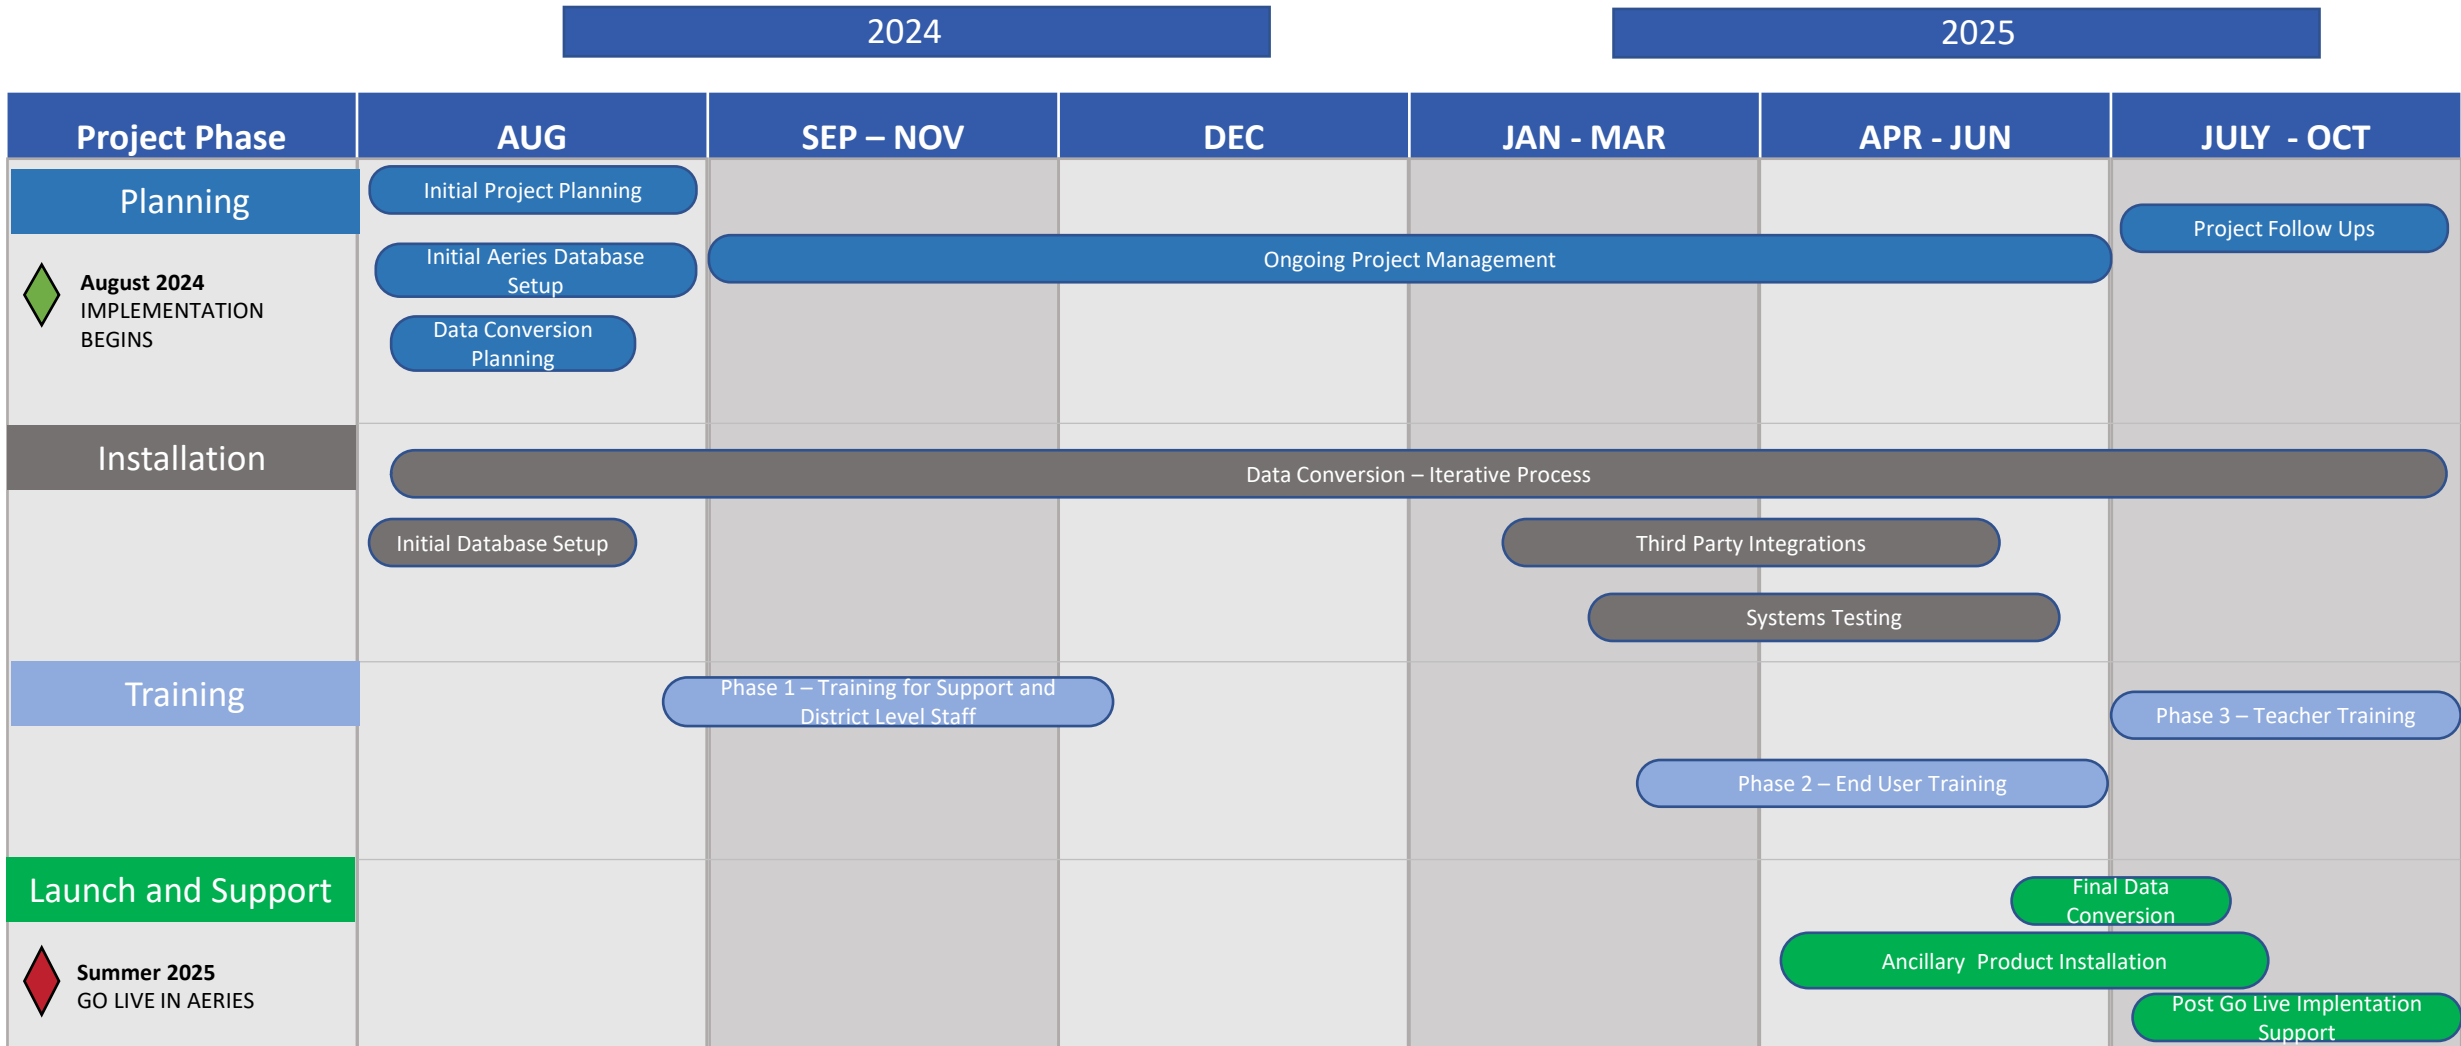 2024
2025
Project Phase
AUG
SEP – NOV
DEC
JAN - MAR
APR - JUN
JULY - OCT
Planning
Initial Project Planning
Project Follow Ups
Initial Aeries Database
Setup
Ongoing Project Management
August 2024
IMPLEMENTATION
BEGINS
Data Conversion
Planning
Installation
Data Conversion – Iterative Process
Initial Database Setup
Third Party Integrations
Systems Testing
Training
Phase 1 – Training for Support and
District Level Staff
Phase 3 – Teacher Training
Phase 2 – End User Training
Launch and Support
Final Data
Conversion
Ancillary Product Installation
Summer 2025
GO LIVE IN AERIES
Post Go Live Implentation
Support